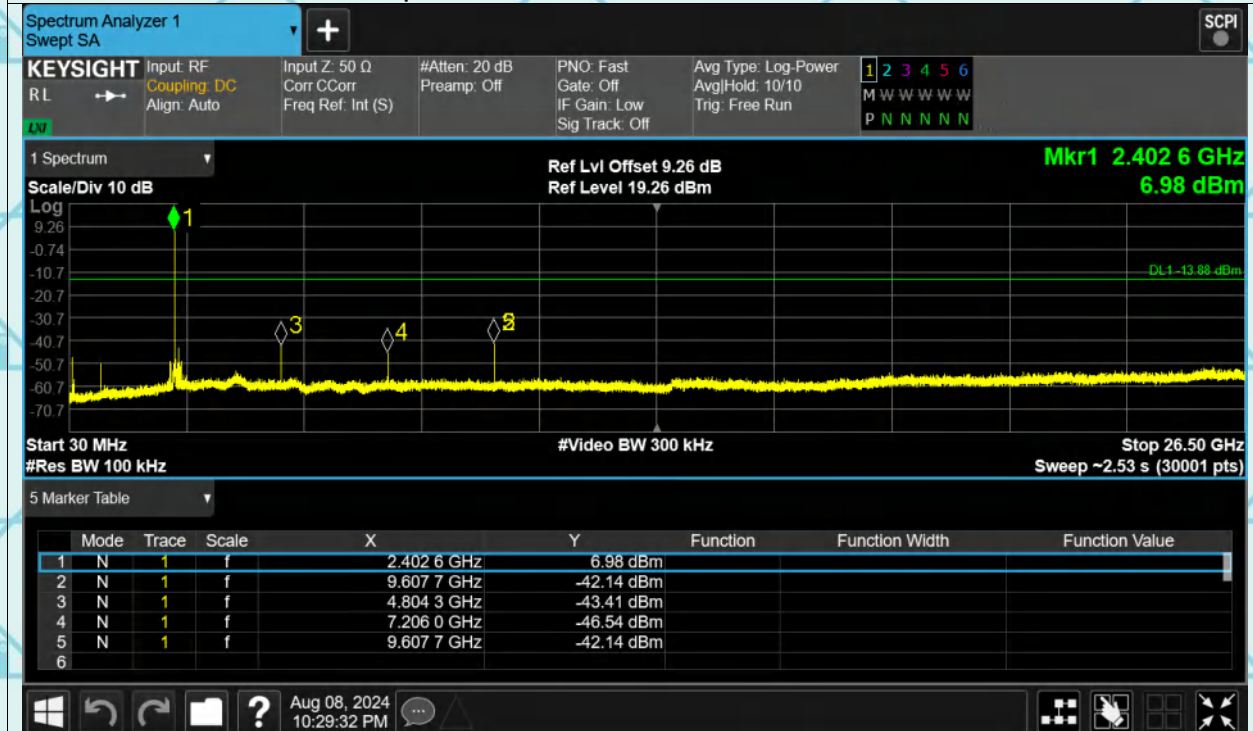 Spectrum Analyzer 1
Swept SA
+
SCPI
KEYSIGHT
RL
LXI
Input: RF
Coupling: DC
Align: Auto
Input Z: 50 Ω
Corr CCorr
Freq Ref: Int (S)
#Atten: 20 dB
Preamp: Off
PNO: Fast
Gate: Off
IF Gain: Low
Sig Track: Off
Avg Type: Log-Power
Avg|Hold: 10/10
Trig: Free Run
1 2 3 4 5 6
M W W W W W
P N N N N N
1 Spectrum
Scale/Div 10 dB
Log
Ref Lvl Offset 9.26 dB
Ref Level 19.26 dBm
Mkr1 2.402 6 GHz
6.98 dBm
9.26
-0.74
-10.7
-20.7
-30.7
-40.7
-50.7
-60.7
-70.7
1
3
4
DL1 -13.88 dBm
Start 30 MHz
#Res BW 100 kHz
#Video BW 300 kHz
Stop 26.50 GHz
Sweep ~2.53 s (30001 pts)
5 Marker Table
Mode Trace Scale X Y Function Function Width Function Value
1 N 1 f 2.402 6 GHz 6.98 dBm
2 N 1 f 9.607 7 GHz -42.14 dBm
3 N 1 f 4.804 3 GHz -43.41 dBm
4 N 1 f 7.206 0 GHz -46.54 dBm
5 N 1 f 9.607 7 GHz -42.14 dBm
6
?
Aug 08, 2024
10:29:32 PM